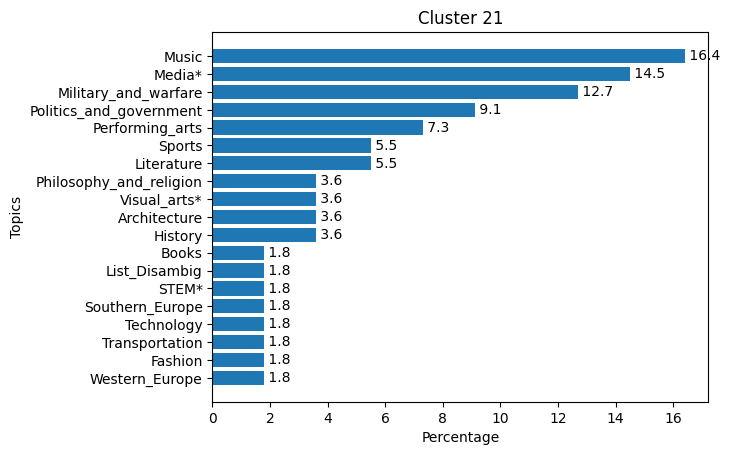 Cluster 21
Topics
Music 16.4
Media* 14.5
Military_and_warfare 12.7
Politics_and_government 9.1
Performing_arts 7.3
Sports 5.5
Literature 5.5
Philosophy_and_religion 3.6
Visual_arts* 3.6
Architecture 3.6
History 3.6
Books 1.8
List_Disambig 1.8
STEM* 1.8
Southern_Europe 1.8
Technology 1.8
Transportation 1.8
Fashion 1.8
Western_Europe 1.8
0 2 4 6 8 10 12 14 16
Percentage